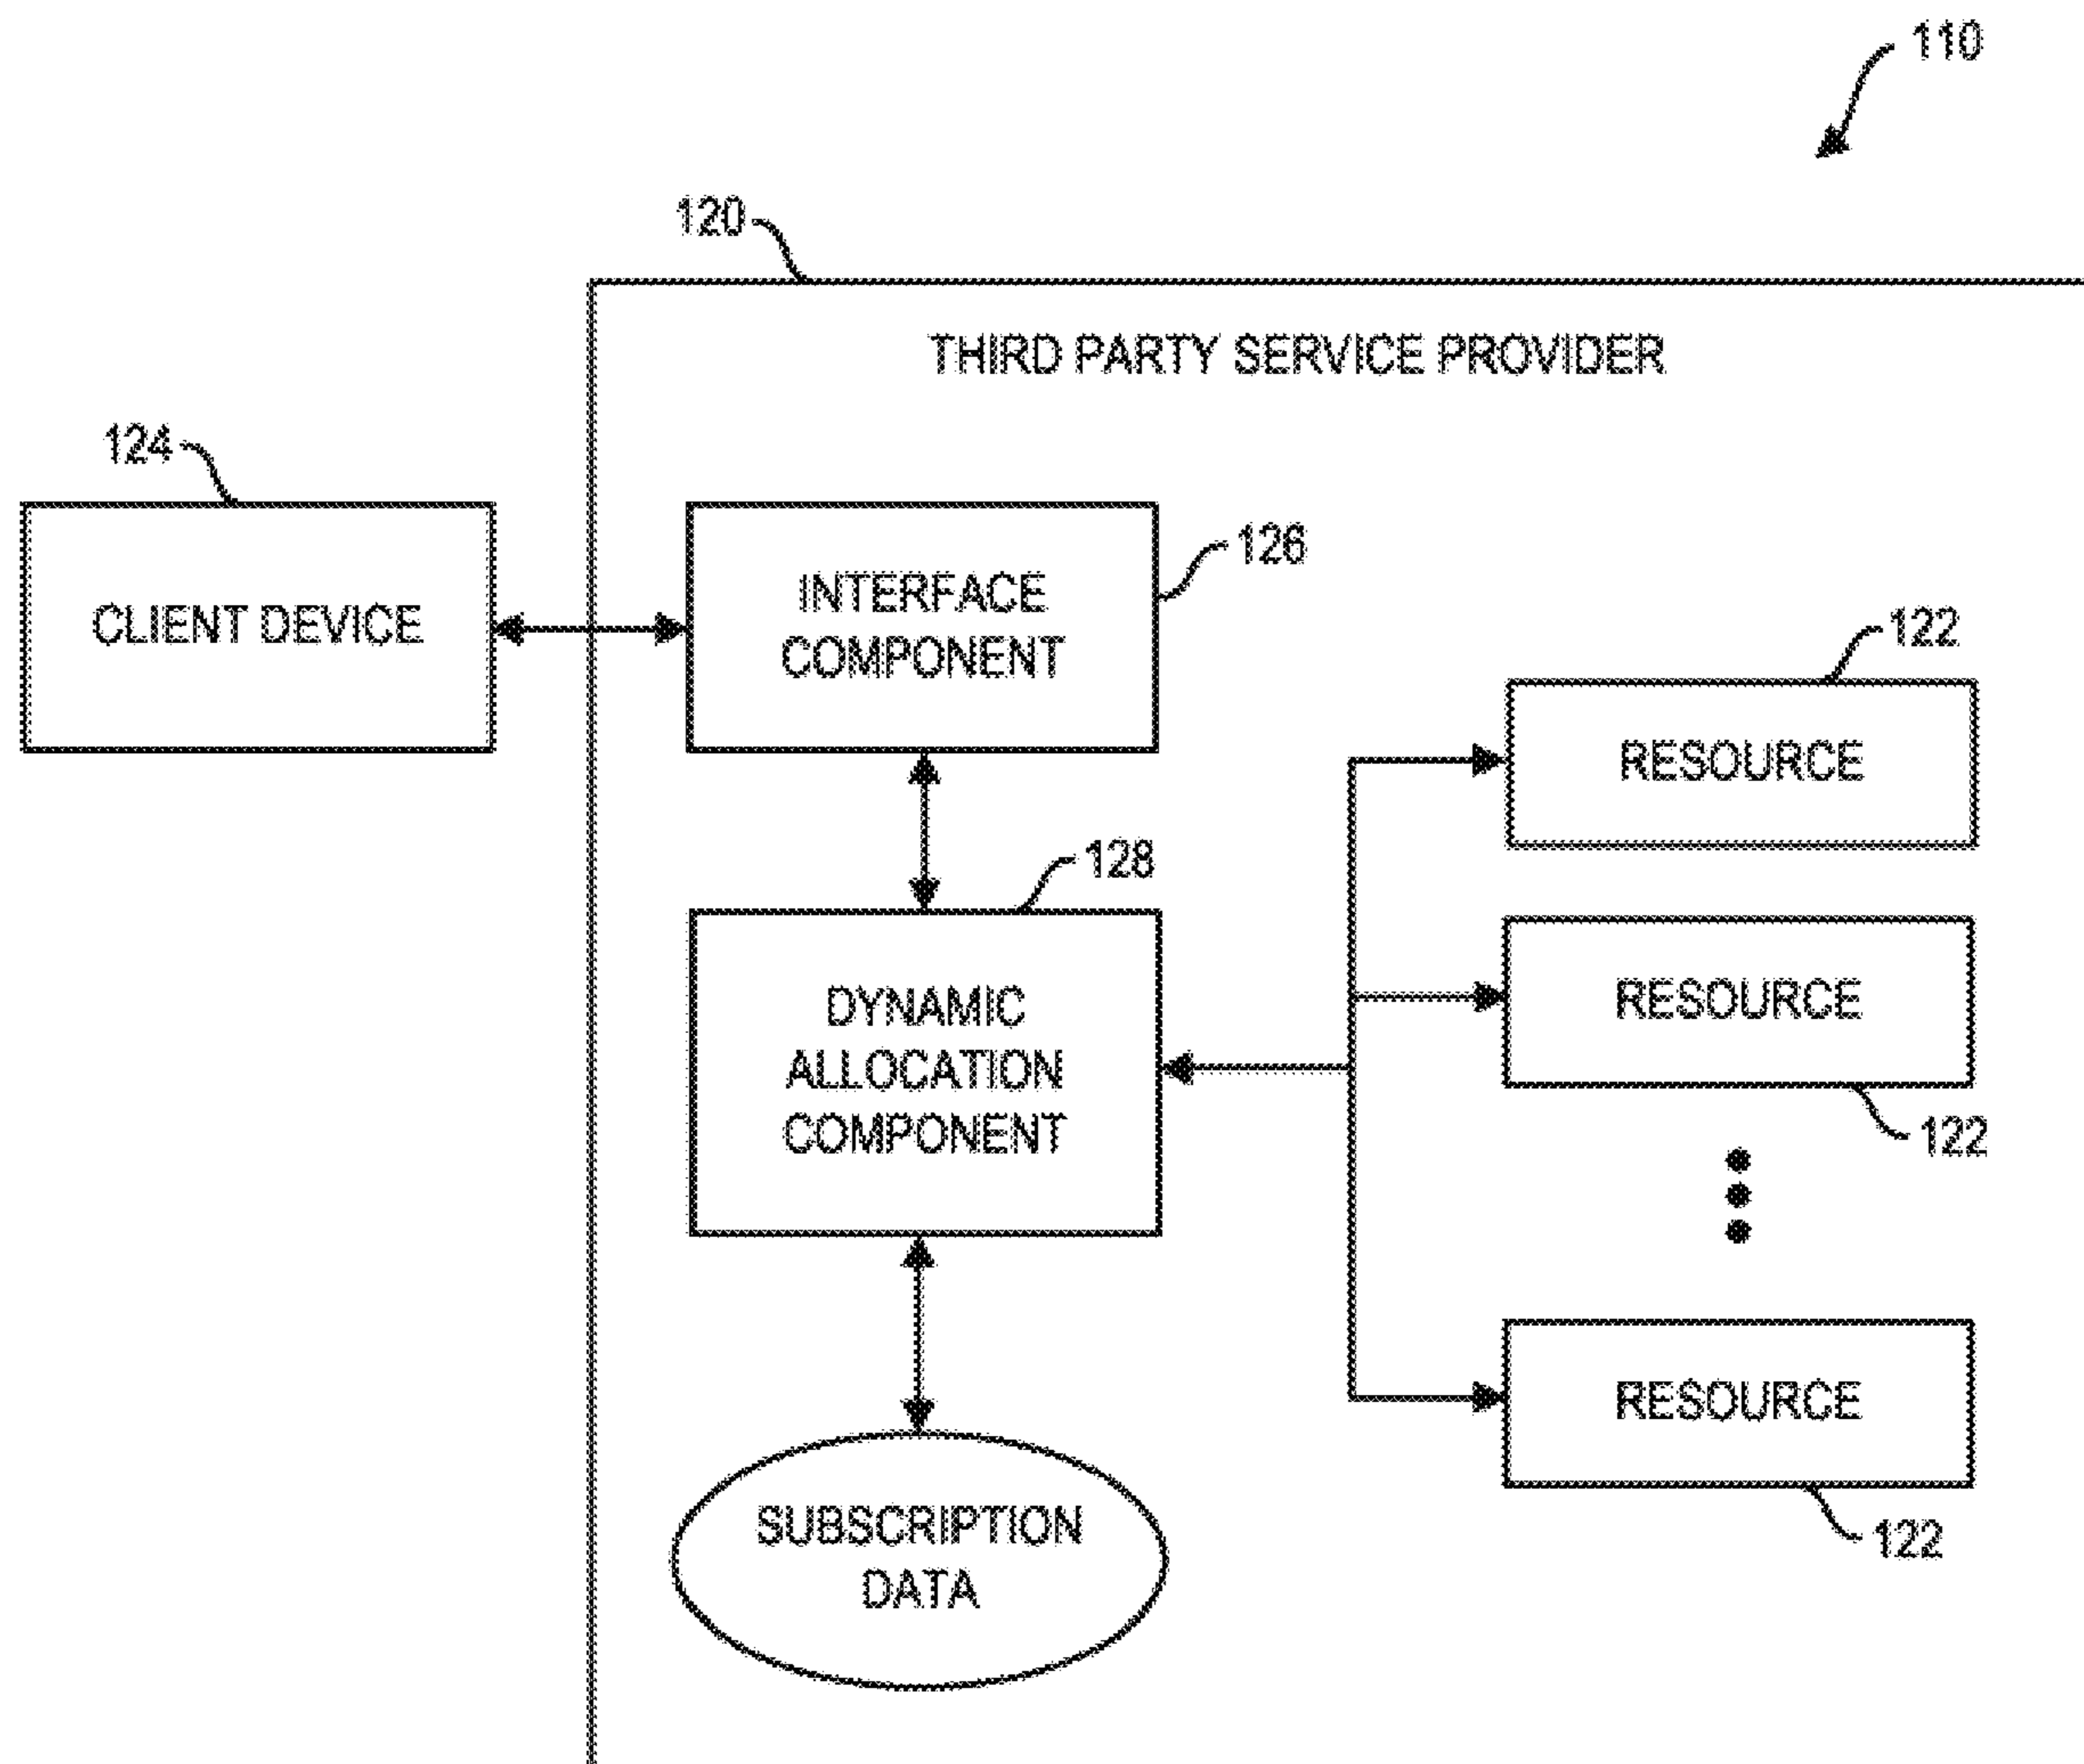 110
120
THIRD PARTY SERVICE PROVIDER
124
CLIENT DEVICE
INTERFACE
COMPONENT
126
122
RESOURCE
128
DYNAMIC
ALLOCATION
COMPONENT
RESOURCE
122
RESOURCE
122
SUBSCRIPTION
DATA